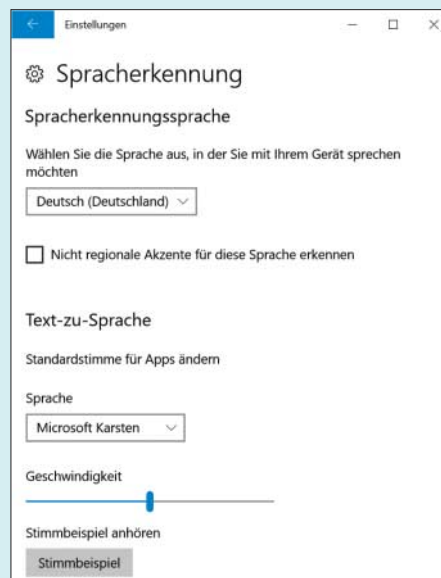 Einstellungen
Spracherkennung
Spracherkennungssprache
Wählen Sie die Sprache aus, in der Sie mit Ihrem Gerät sprechen
möchten
Deutsch (Deutschland)
Nicht regionale Akzente für diese Sprache erkennen
Text-zu-Sprache
Standardstimme für Apps ändern
Sprache
Microsoft Karsten
Geschwindigkeit
Stimmbeispiel anhören
Stimmbeispiel